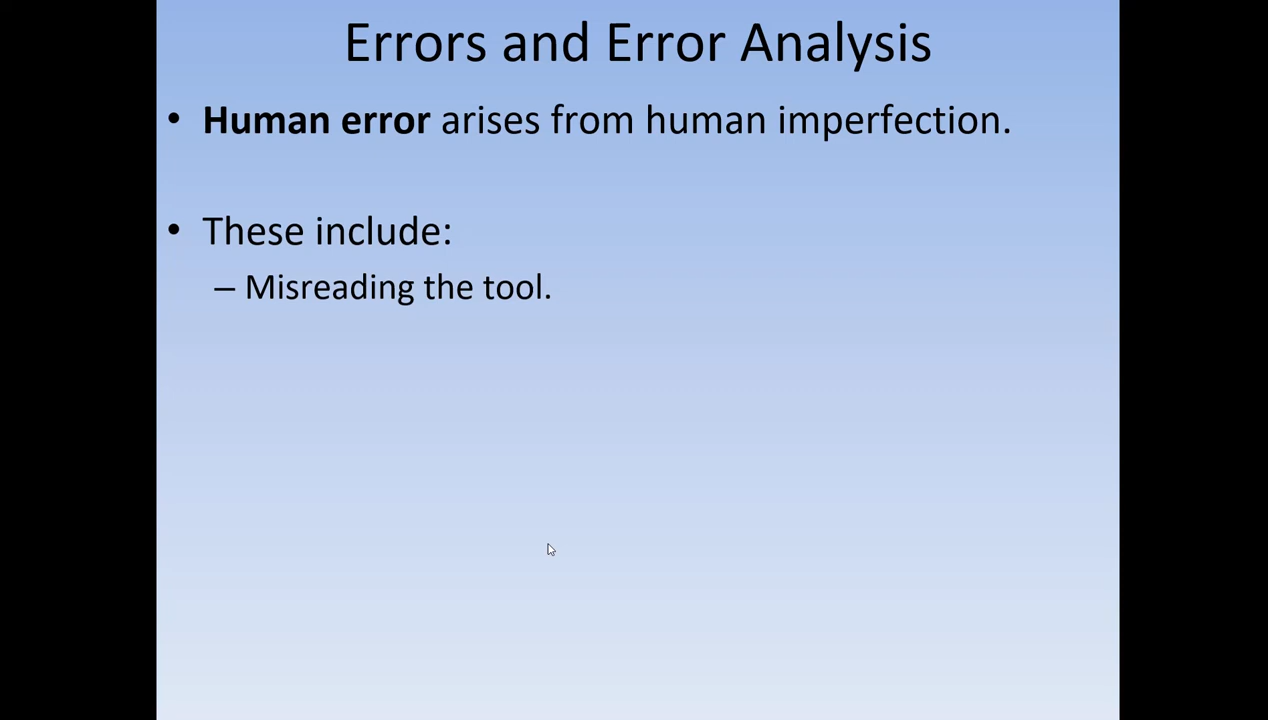 Errors and Error Analysis
• Human error arises from human imperfection.
• These include:
– Misreading the tool.